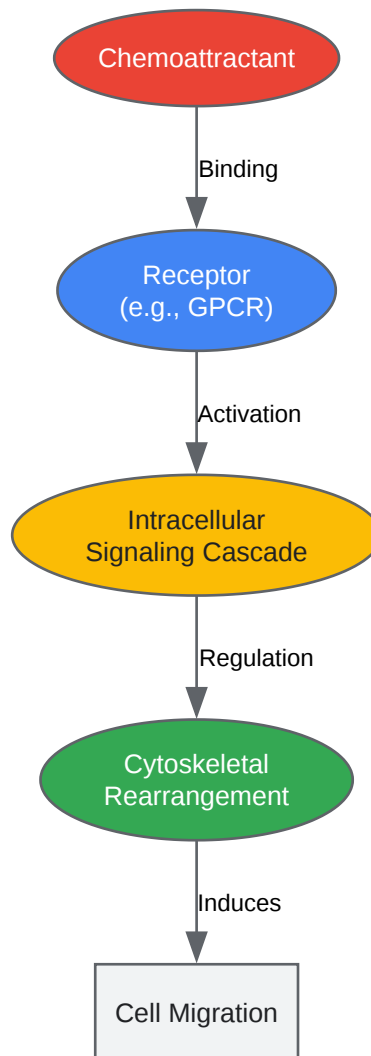 Chemoattractant
Binding
Receptor
(e.g., GPCR)
Activation
Intracellular
Signaling Cascade
Regulation
Cytoskeletal
Rearrangement
Induces
Cell Migration